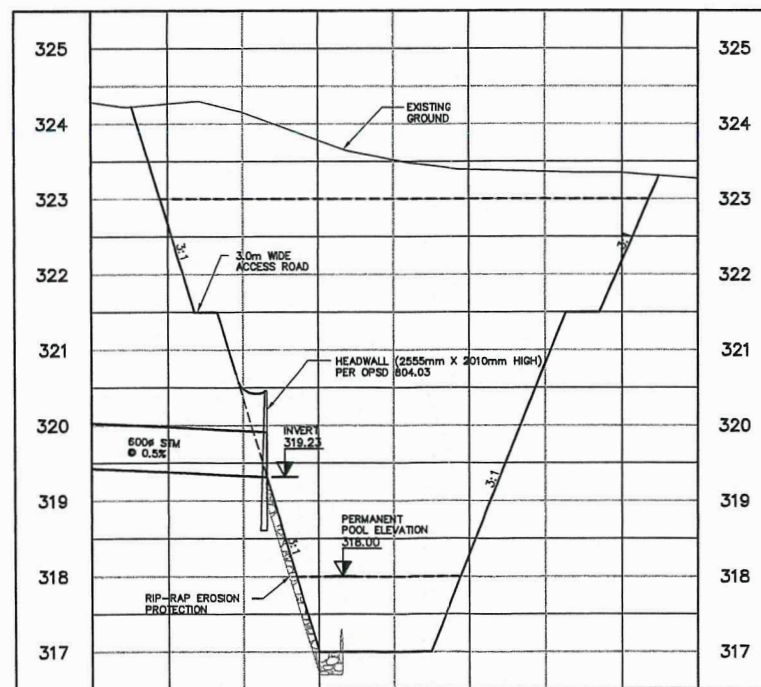 325
325
EXISTING
GROUND
324
324
323
323
3:1
3:1
3.0m WIDE
ACCESS ROAD
322
322
321
321
HEADWALL (2555mm X 2010mm HIGH)
PER OPSD 804.03
320
320
INVERT
319.23
600ø STM
@ 0.5%
319
319
3:1
3:1
PERMANENT
POOL ELEVATION
318.00
318
318
RIP-RAP EROSION
PROTECTION
317
317